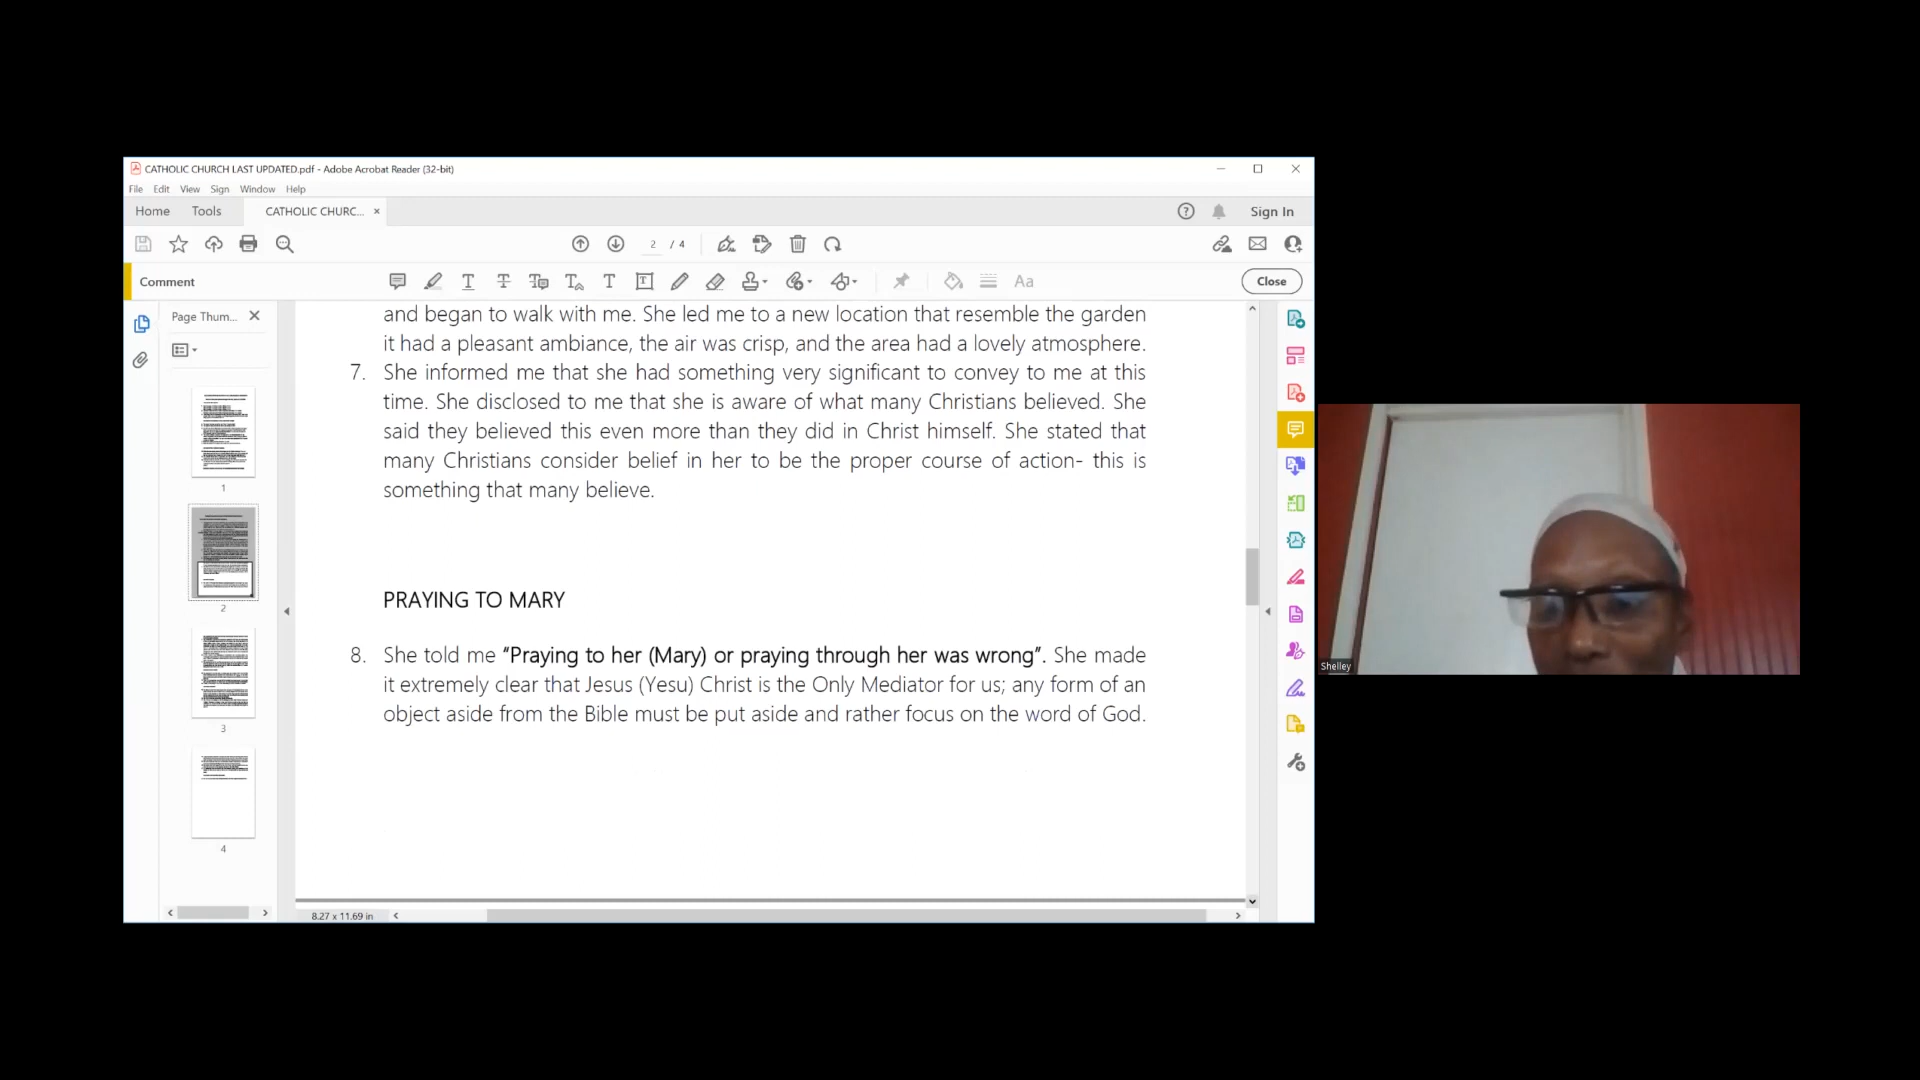 CATHOLIC CHURCH LAST UPDATED.pdf - Adobe Acrobat Reader (32-bit)
File Edit View Sign Window Help
Home Tools CATHOLIC CHURC... × Sign In
2 / 4
Comment Aa Close
Page Thum...
1
2
3
4
and began to walk with me. She led me to a new location that resemble the garden
it had a pleasant ambiance, the air was crisp, and the area had a lovely atmosphere.
7. She informed me that she had something very significant to convey to me at this
time. She disclosed to me that she is aware of what many Christians believed. She
said they believed this even more than they did in Christ himself. She stated that
many Christians consider belief in her to be the proper course of action- this is
something that many believe.
PRAYING TO MARY
8. She told me “Praying to her (Mary) or praying through her was wrong”. She made
it extremely clear that Jesus (Yesu) Christ is the Only Mediator for us; any form of an
object aside from the Bible must be put aside and rather focus on the word of God.
8.27 x 11.69 in
Shelley